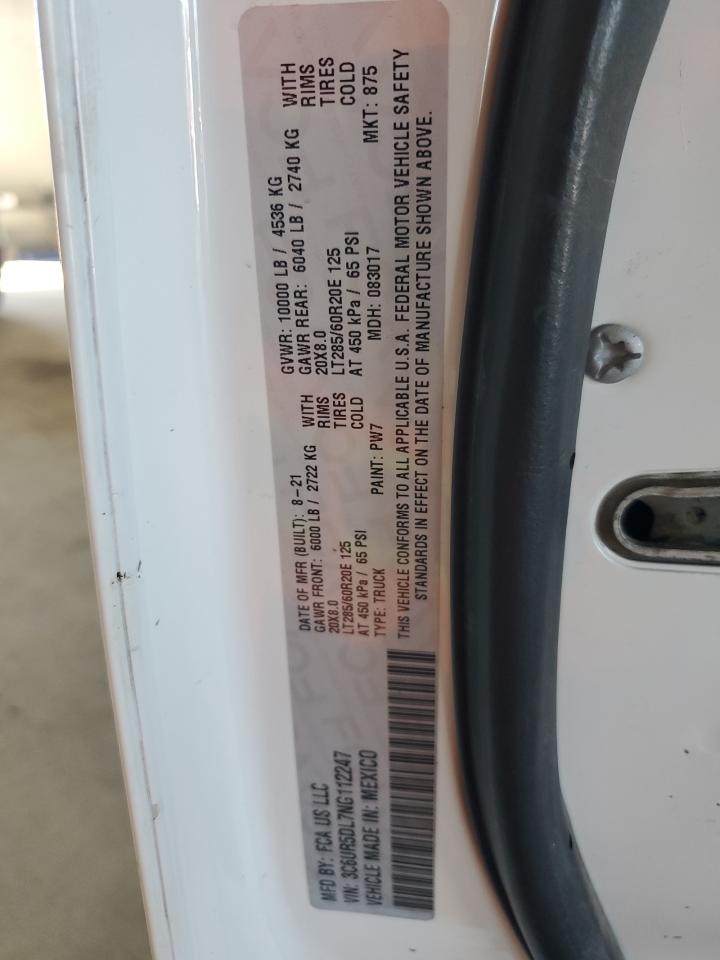 MFD BY: FCA US LLC
VIN: 3C6UR5DL7NG112247
VEHICLE MADE IN: MEXICO
DATE OF MFR (BUILT): 8-21 GVWR: 10000 LB / 4536 KG
GAWR FRONT: 6000 LB / 2722 KG WITH GAWR REAR: 6040 LB / 2740 KG WITH
20X8.0 RIMS 20X8.0 RIMS
LT285/60R20E 125 TIRES LT285/60R20E 125 TIRES
AT 450 kPa / 65 PSI COLD AT 450 kPa / 65 PSI COLD
TYPE: TRUCK PAINT: PW7 MDH: 083017 MKT: 875
THIS VEHICLE CONFORMS TO ALL APPLICABLE U.S.A. FEDERAL MOTOR VEHICLE SAFETY
STANDARDS IN EFFECT ON THE DATE OF MANUFACTURE SHOWN ABOVE.